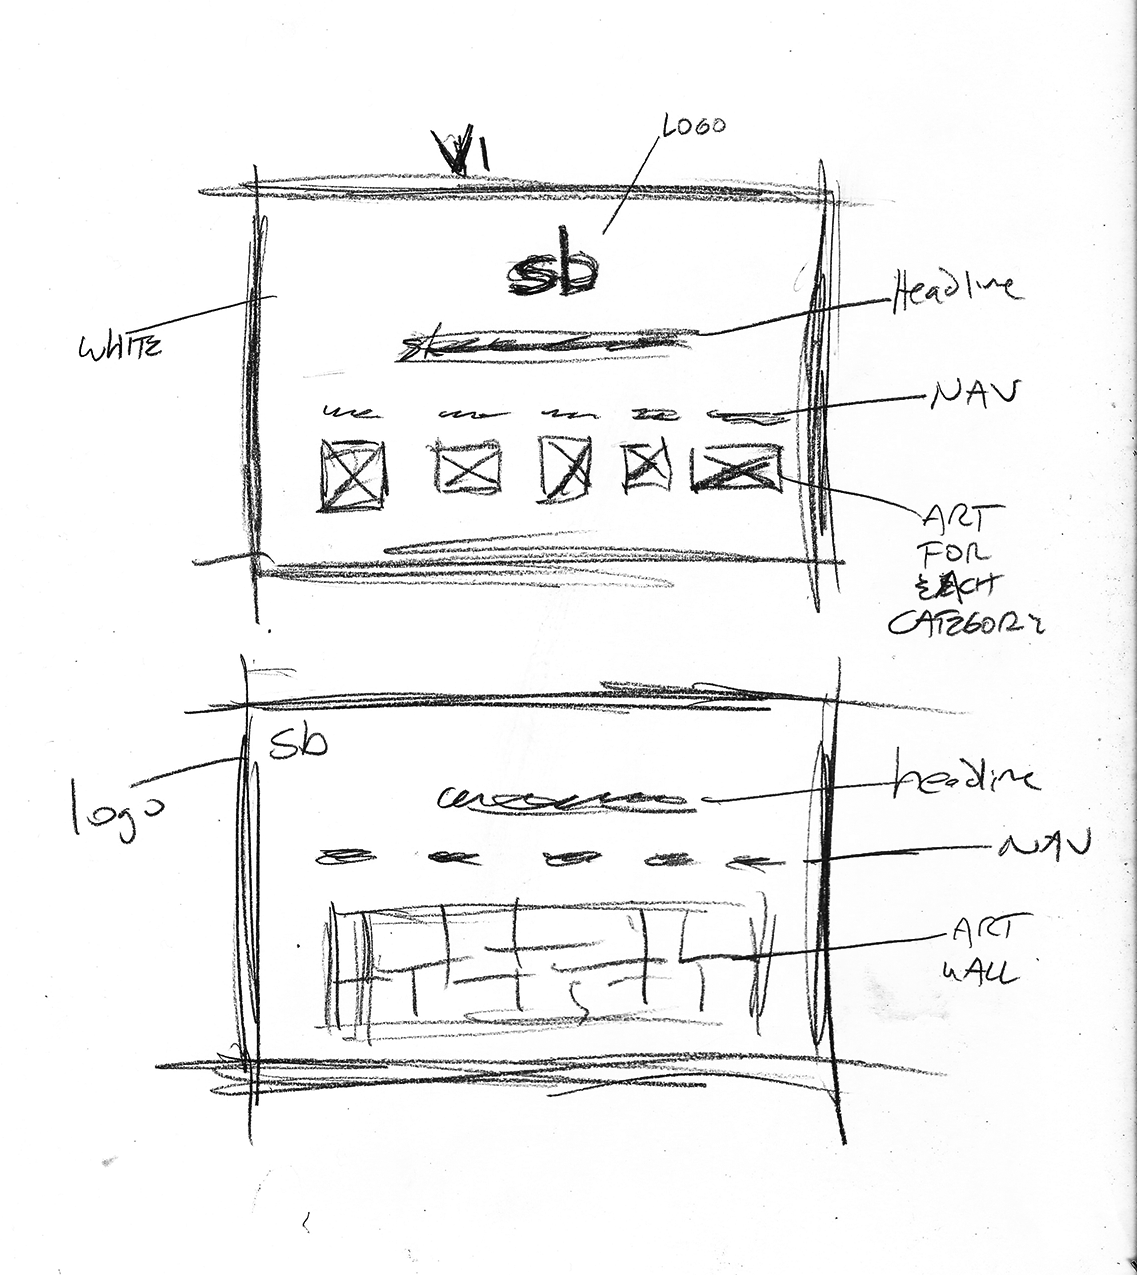 V1
LOGO
sb
Headline
WHITE
NAV
ART
FOR
EACH
CATEGORY
sb
logo
headline
NAV
ART
WALL